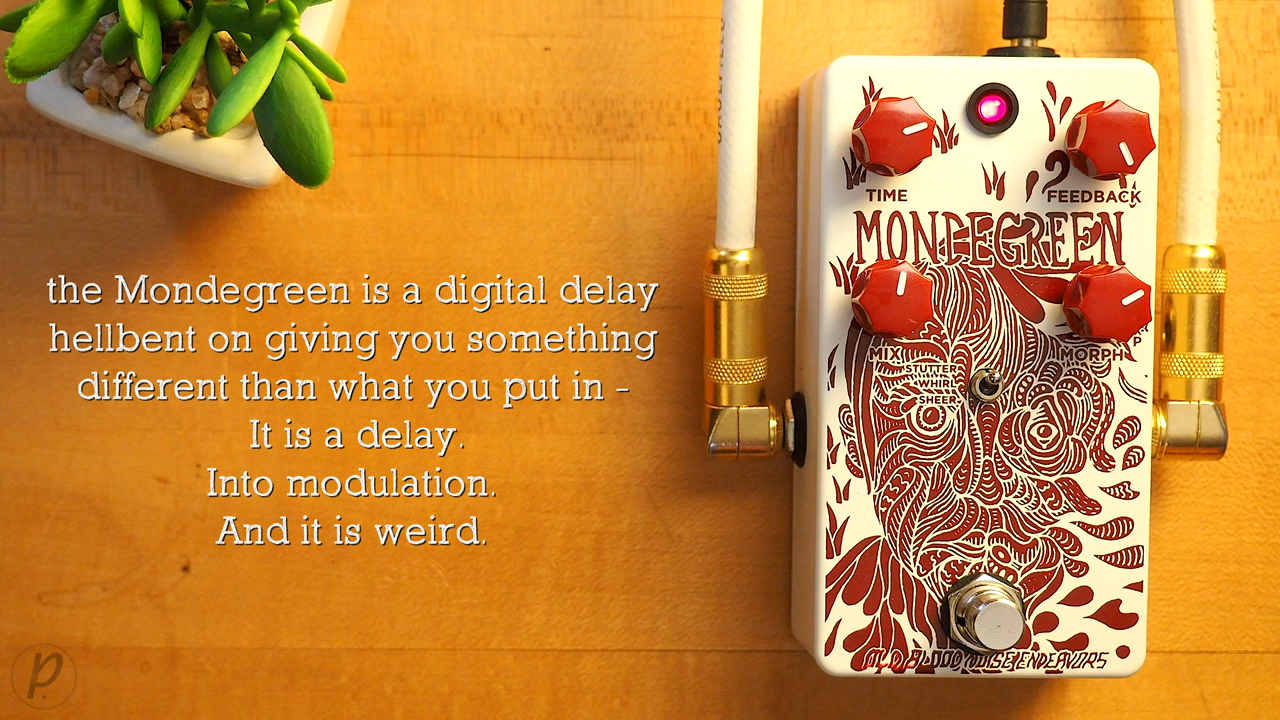 the Mondegreen is a digital delay
hellbent on giving you something
different than what you put in -
It is a delay.
Into modulation.
And it is weird.
TIME
FEEDBACK
MONDEGREEN
MIX
MORPH
STUTTER
WHIRL
SHEER
OLD BLOOD NOISE ENDEAVORS
p